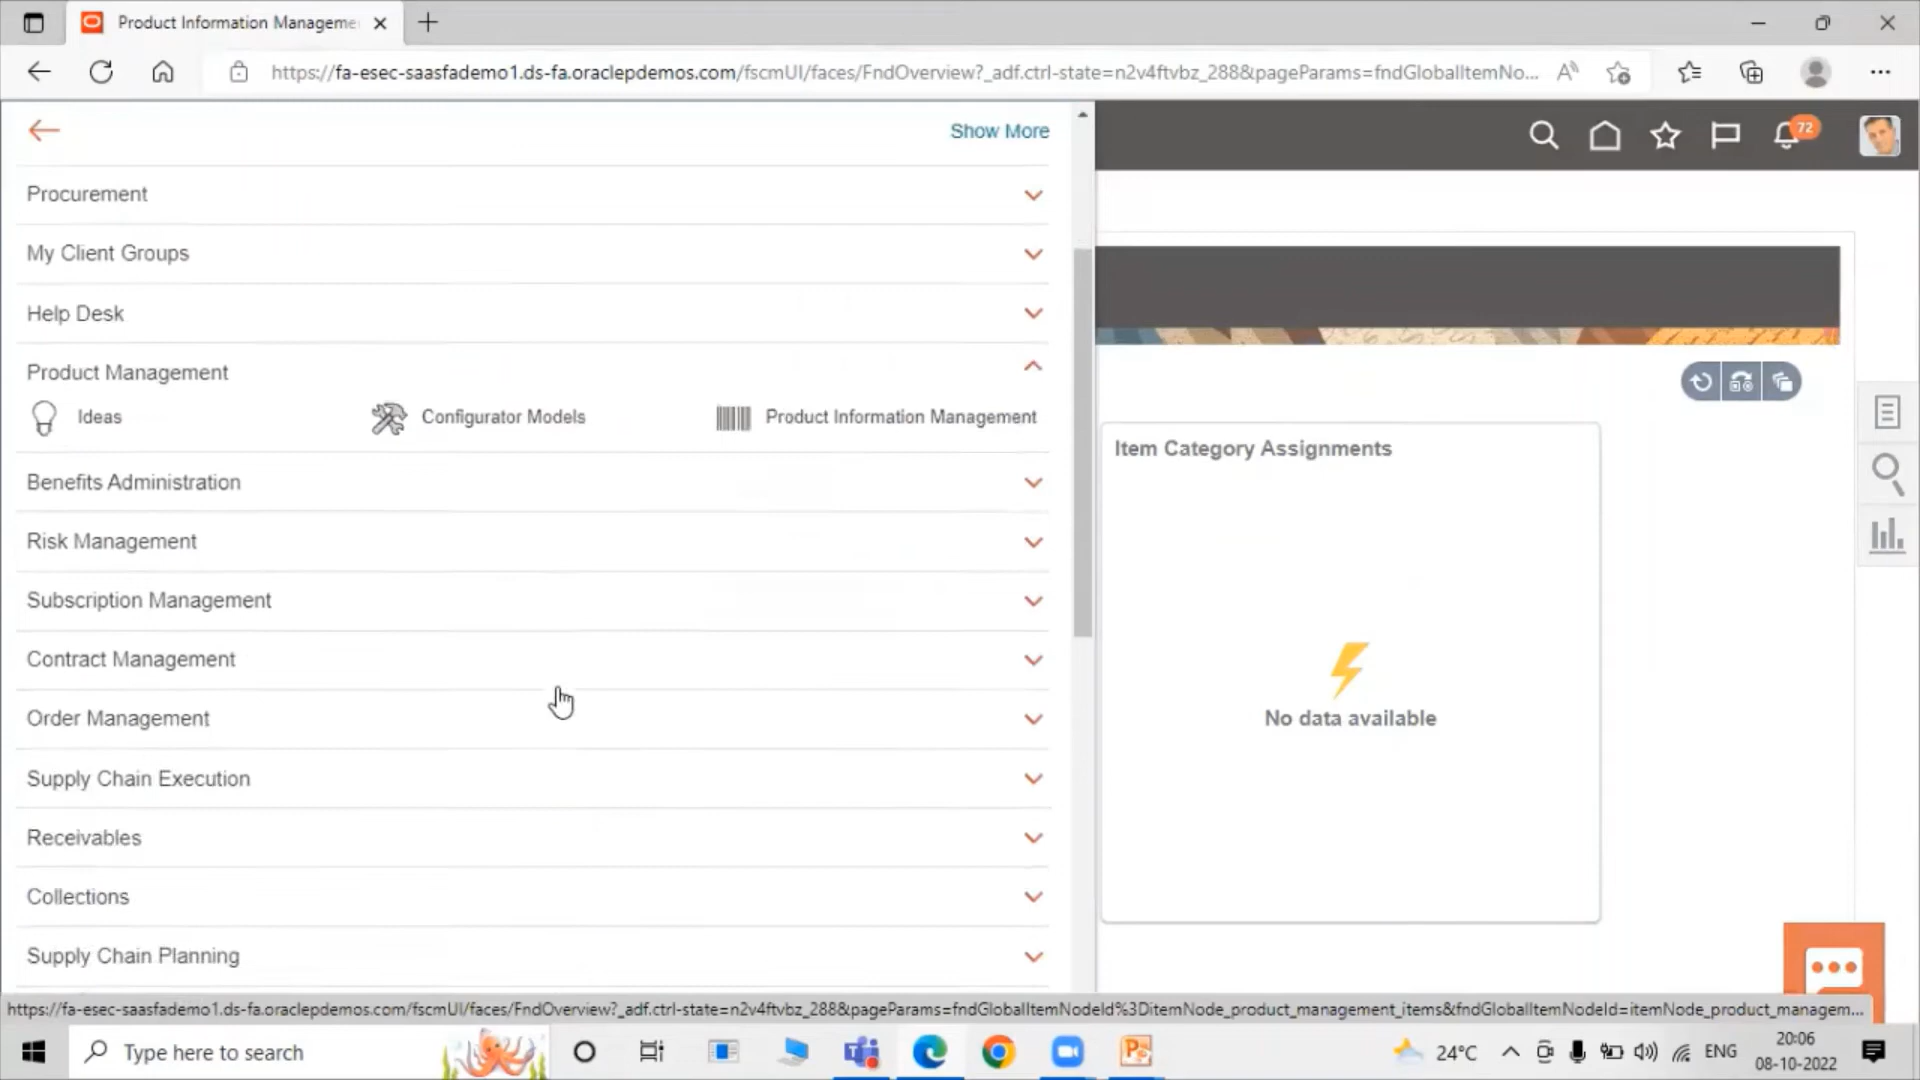 Product Information Manageme
https://fa-esec-saasfademo1.ds-fa.oraclepdemos.com/fscmUI/faces/FndOverview?_adf.ctrl-state=n2v4ftvbz_288&pageParams=fndGlobalItemNo...
Show More
72
Procurement
My Client Groups
Help Desk
Product Management
Ideas
Configurator Models
Product Information Management
Item Category Assignments
Benefits Administration
Risk Management
Subscription Management
Contract Management
Order Management
No data available
Supply Chain Execution
Receivables
Collections
Supply Chain Planning
https://fa-esec-saasfademo1.ds-fa.oraclepdemos.com/fscmUI/faces/FndOverview?_adf.ctrl-state=n2v4ftvbz_288&pageParams=fndGlobalItemNodeId%3DitemNode_product_management_items&fndGlobalItemNodeId=itemNode_product_managem...
Type here to search
24°C
ENG
20:06
08-10-2022